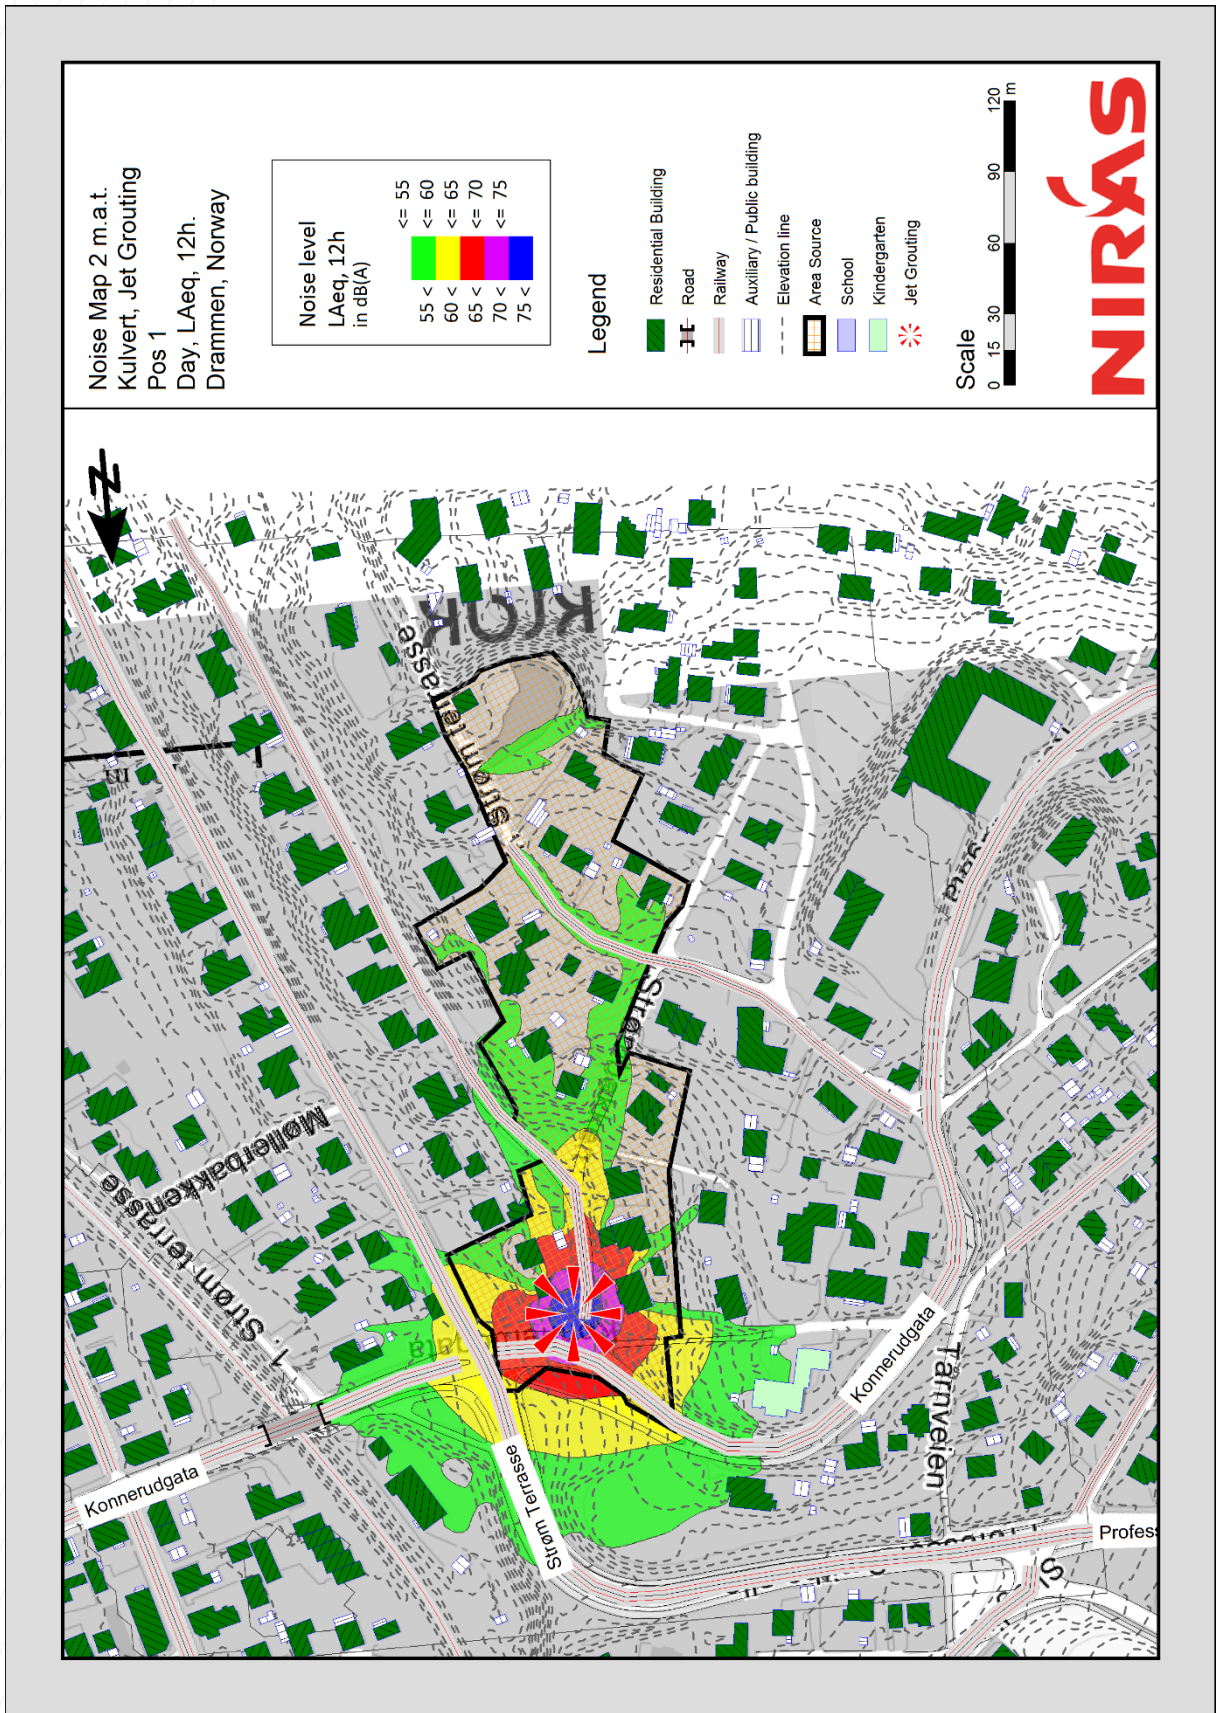 Noise Map 2 m.a.t.
Kulvert, Jet Grouting
Pos 1
Day, LAeq, 12h.
Drammen, Norway
Noise level
LAeq, 12h
in dB(A)
<= 55
55 < <= 60
60 < <= 65
65 < <= 70
70 < <= 75
75 <
Legend
Residential Building
Road
Railway
Auxiliary / Public building
Elevation line
Area Source
School
Kindergarten
Jet Grouting
Scale
0 15 30 60 90 120
m
NIRAS
N
Krok
Strøm terrasse
Møllerbakken
Strøm terrasse
Konnerudgata
Strøm Terrasse
Konnerudgata
Tårnveien
Profess